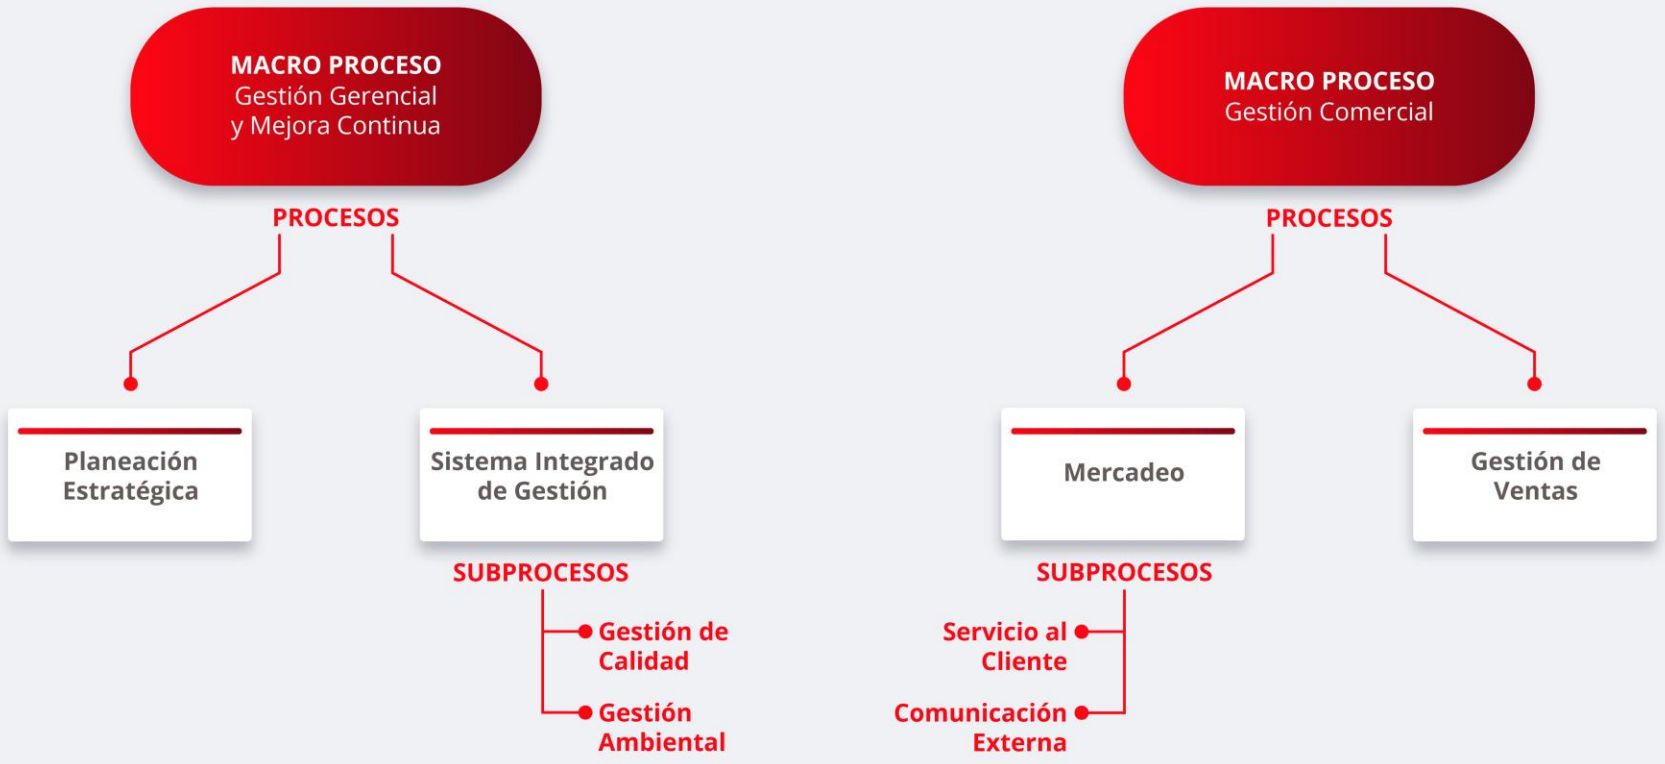 MACRO PROCESO
Gestión Gerencial
y Mejora Continua
PROCESOS
Planeación
Estratégica
Sistema Integrado
de Gestión
SUBPROCESOS
Gestión de
Calidad
Gestión
Ambiental
MACRO PROCESO
Gestión Comercial
PROCESOS
Mercadeo
Gestión de
Ventas
SUBPROCESOS
Servicio al
Cliente
Comunicación
Externa